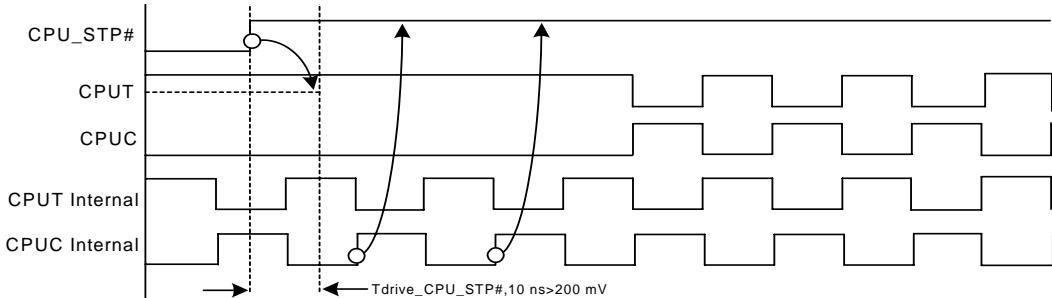 CPU_STP#
CPUT
CPUC
CPUT Internal
CPUC Internal
Tdrive_CPU_STP#,10 ns>200 mV